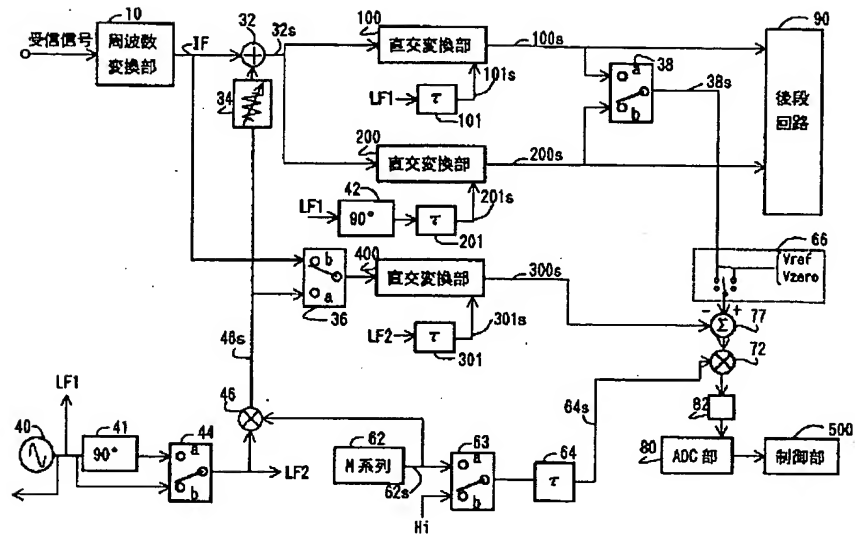 10
受信信号
周波数
変換部
IF
32
32s
34
100
直交変換部
100s
101s
LF1
τ
101
200
直交変換部
200s
42
LF1
90°
τ
201s
201
38
a
b
38s
90
後段
回路
36
b
a
400
直交変換部
300s
LF2
τ
301s
301
66
Vref
Vzero
-
+
Σ
77
72
82
64s
46s
46
LF1
40
41
90°
44
a
b
LF2
62
M系列
62s
63
a
b
Hi
64
τ
80
ADC部
500
制御部